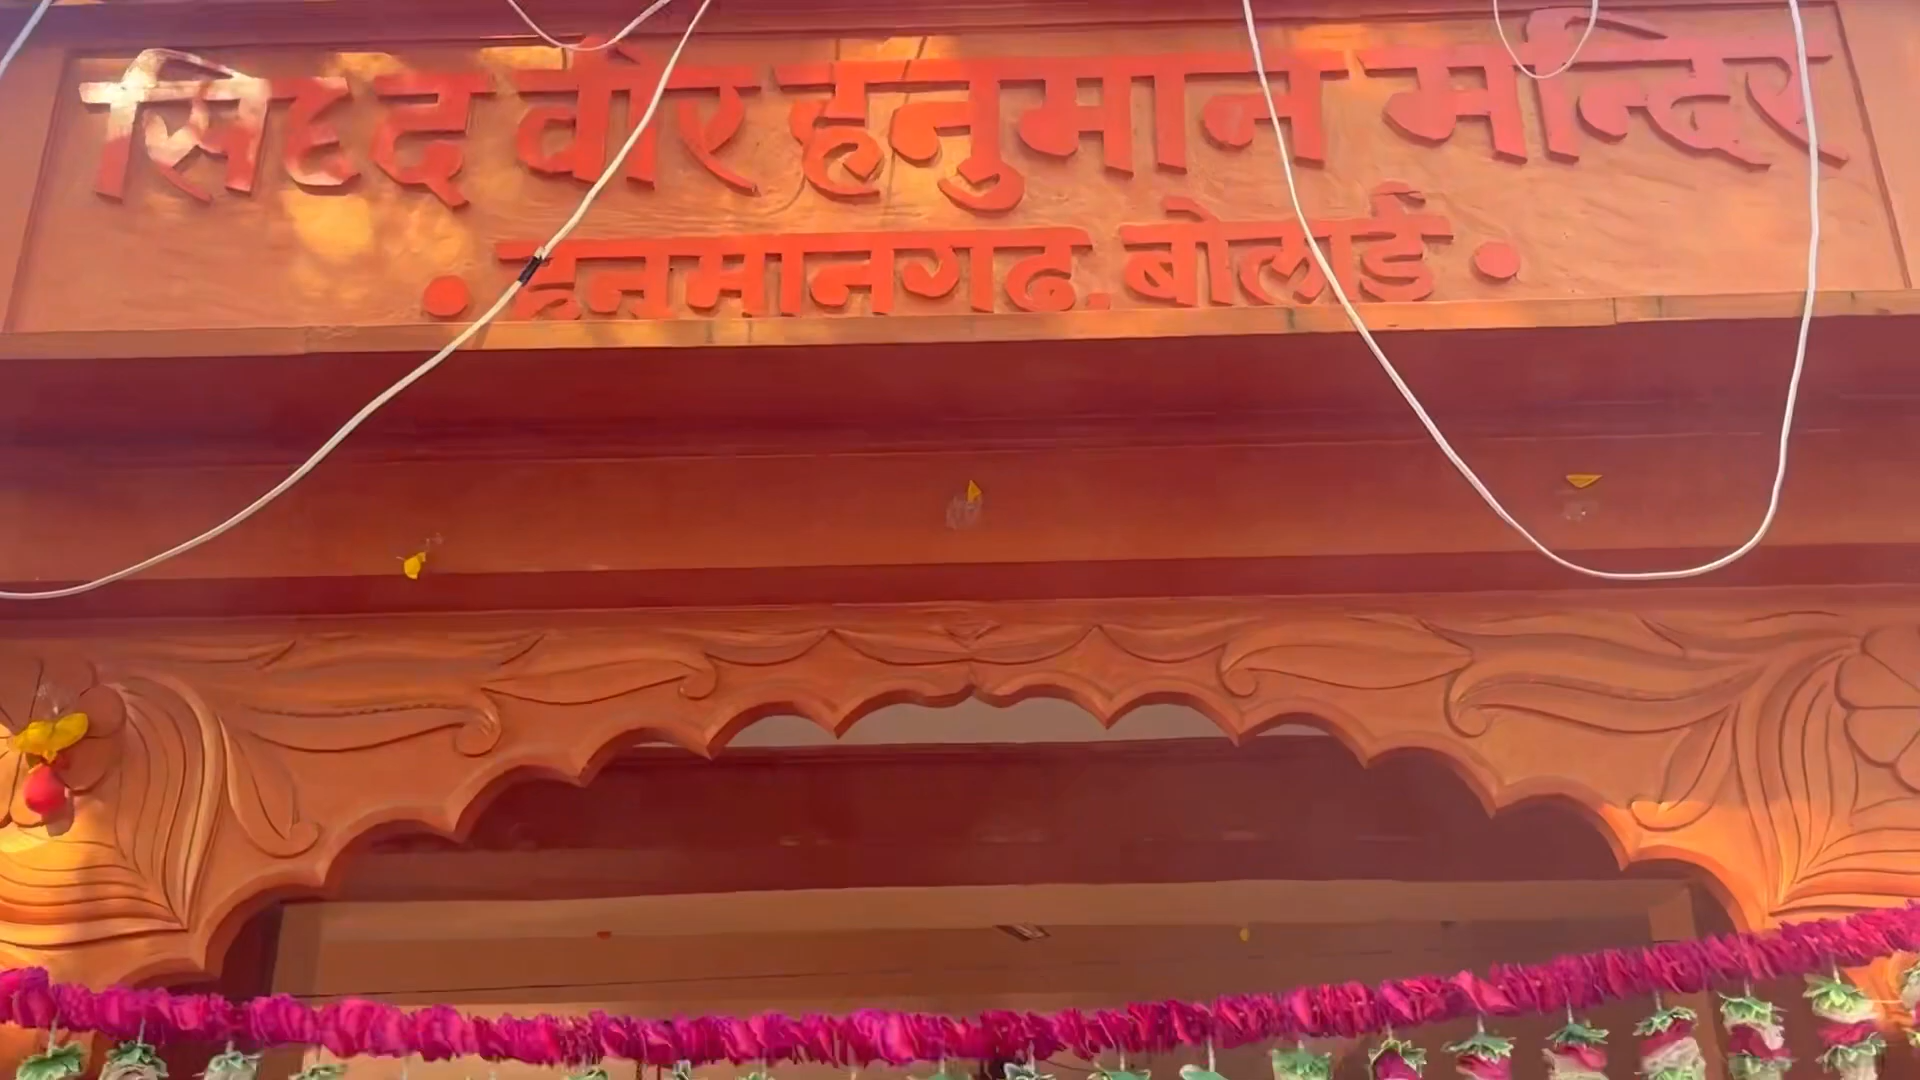 सिद्द वीर हनुमान मन्दिर
• हनुमानगढ़, बोलाई •